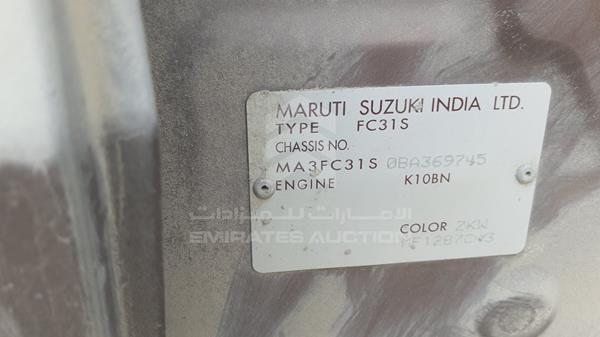 MARUTI SUZUKI INDIA LTD.
TYPE FC31S
CHASSIS NO.
MA3FC31S 0BA369745
ENGINE K10BN
الإمارات للمزادات
EMIRATES AUCTION
COLOR ZKW